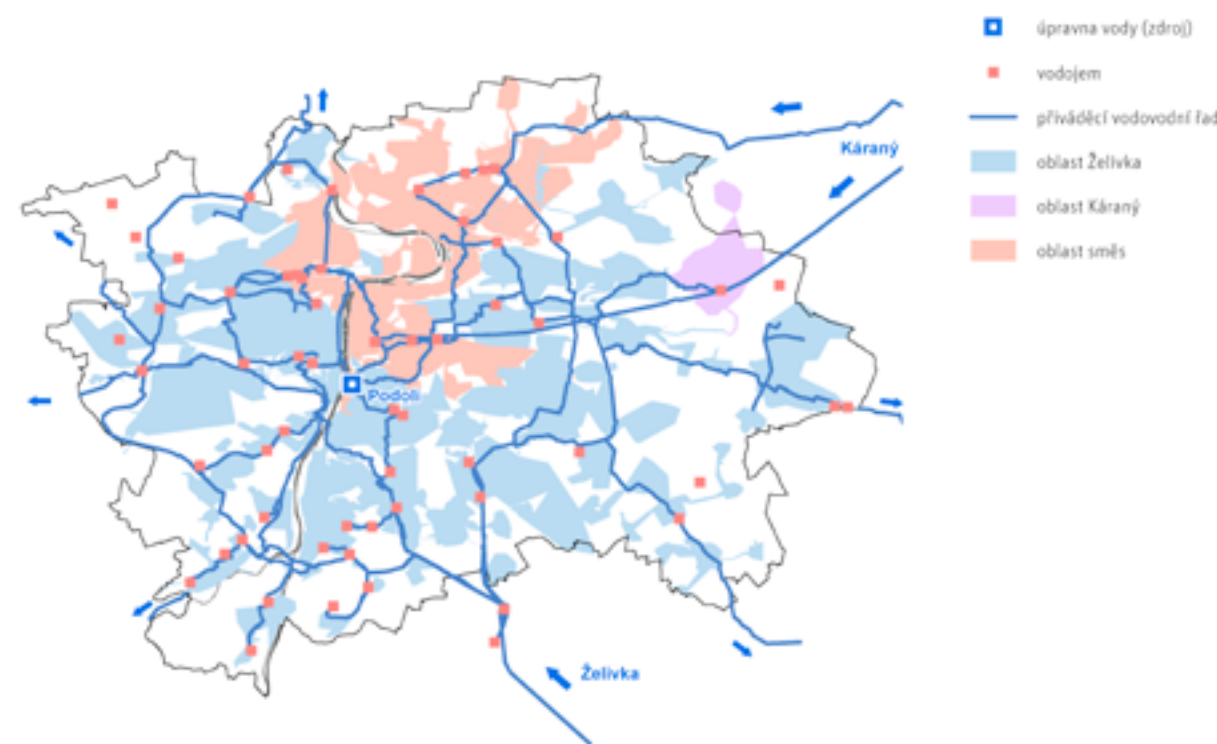 úpravna vody (zdroj)
vodojem
přiváděcí vodovodní řad
oblast Želivka
oblast Káraný
oblast směs
Káraný
Podolí
Želivka